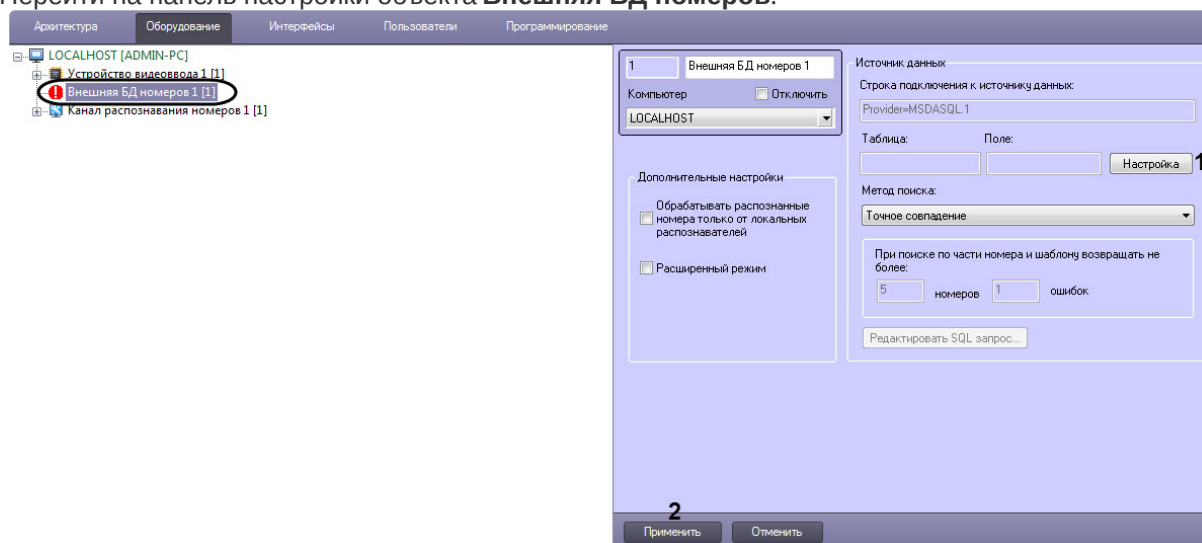 Перейти на панель настройки объекта Внешняя БД номеров.
Архитектура Оборудование Интерфейсы Пользователи Программирование
LOCALHOST [ADMIN-PC]
Устройство видеоввода 1 [1]
Внешняя БД номеров 1 [1]
Канал распознавания номеров 1 [1]
1 Внешняя БД номеров 1
Компьютер Отключить
LOCALHOST
Дополнительные настройки
Обрабатывать распознанные
номера только от локальных
распознавателей
Расширенный режим
Источник данных
Строка подключения к источнику данных:
Provider=MSDASQL.1
Таблица: Поле:
Настройка 1
Метод поиска:
Точное совпадение
При поиске по части номера и шаблону возвращать не
более:
5 номеров 1 ошибок
Редактировать SQL запрос...
2
Применить Отменить